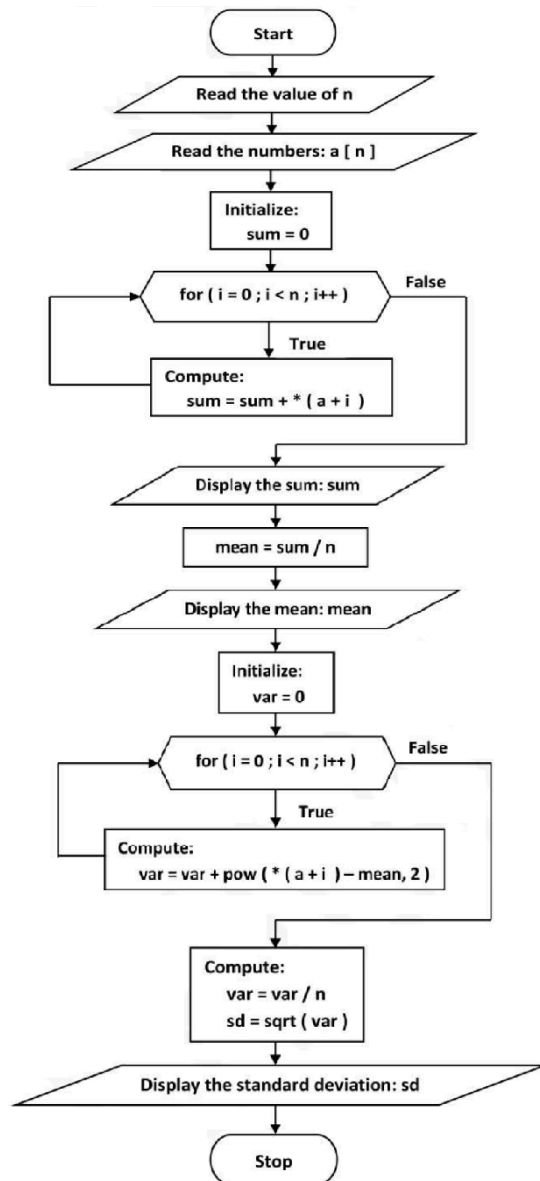 Start
Read the value of n
Read the numbers: a [ n ]
Initialize:
sum = 0
for ( i = 0 ; i < n ; i++ )
False
True
Compute:
sum = sum + * ( a + i )
Display the sum: sum
mean = sum / n
Display the mean: mean
Initialize:
var = 0
for ( i = 0 ; i < n ; i++ )
False
True
Compute:
var = var + pow ( * ( a + i ) – mean, 2 )
Compute:
var = var / n
sd = sqrt ( var )
Display the standard deviation: sd
Stop